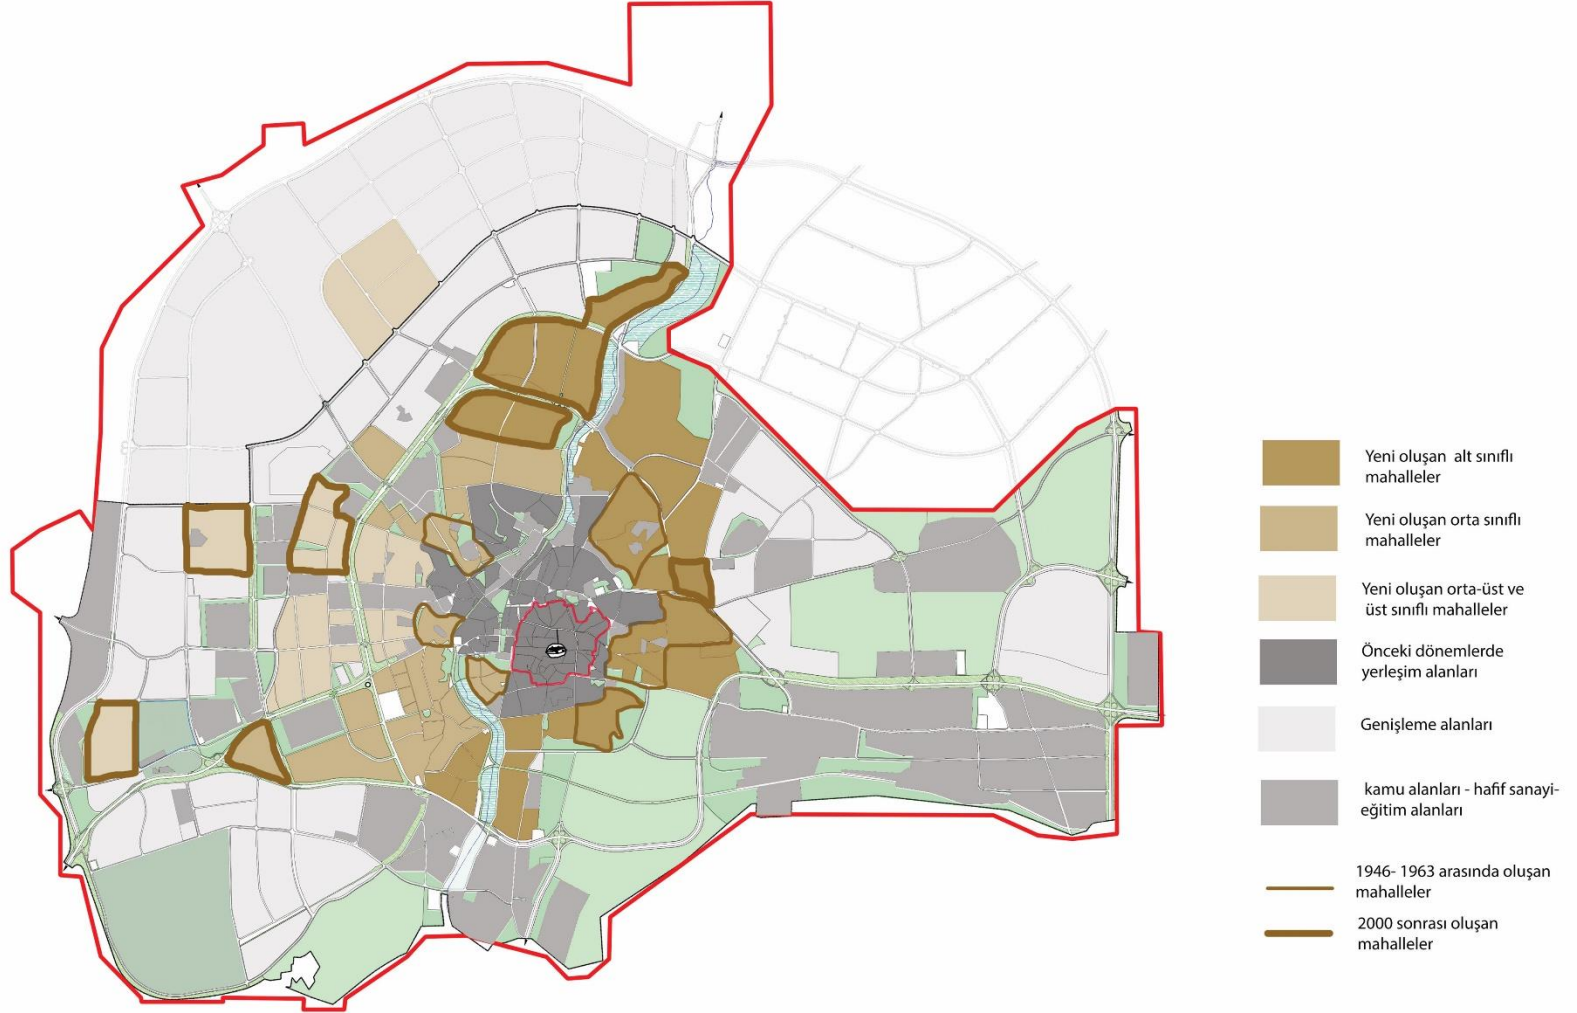 Yeni oluşan alt sınıflı
mahalleler
Yeni oluşan orta sınıflı
mahalleler
Yeni oluşan orta-üst ve
üst sınıflı mahalleler
Önceki dönemlerde
yerleşim alanları
Genişleme alanları
kamu alanları - hafif sanayi-
eğitim alanları
1946- 1963 arasında oluşan
mahalleler
2000 sonrası oluşan
mahalleler